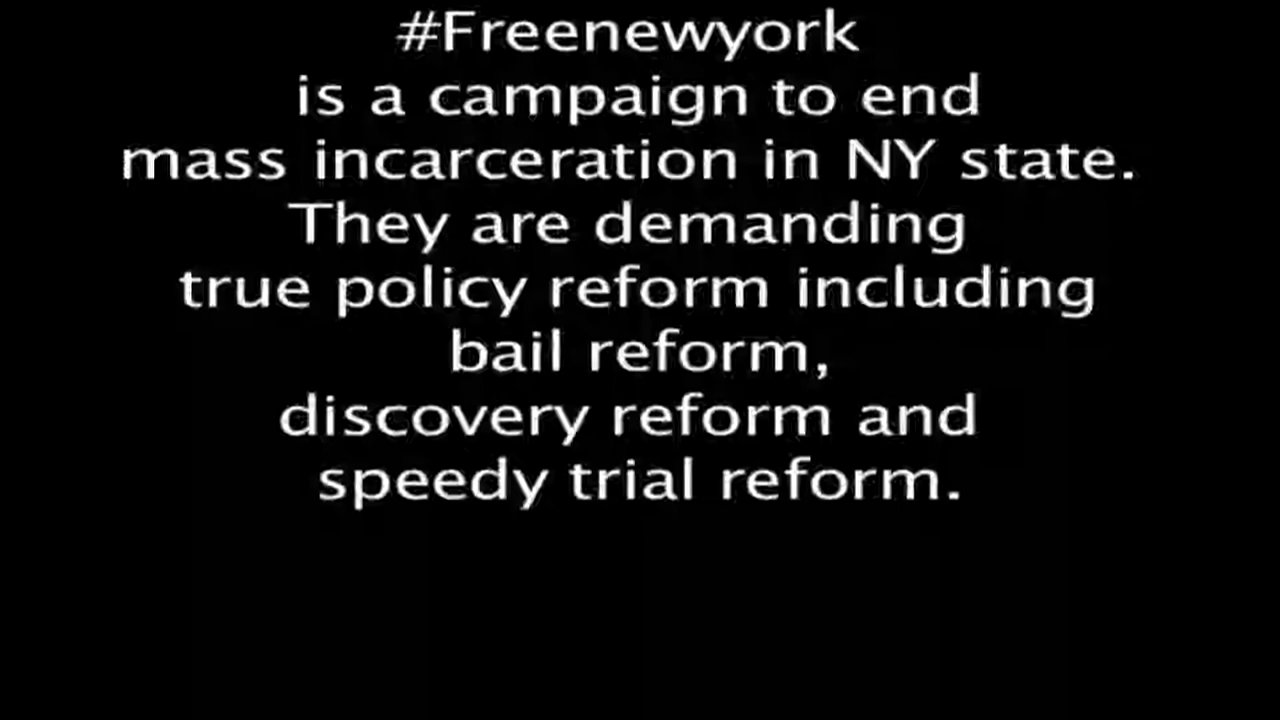 #Freenewyork
is a campaign to end
mass incarceration in NY state.
They are demanding
true policy reform including
bail reform,
discovery reform and
speedy trial reform.